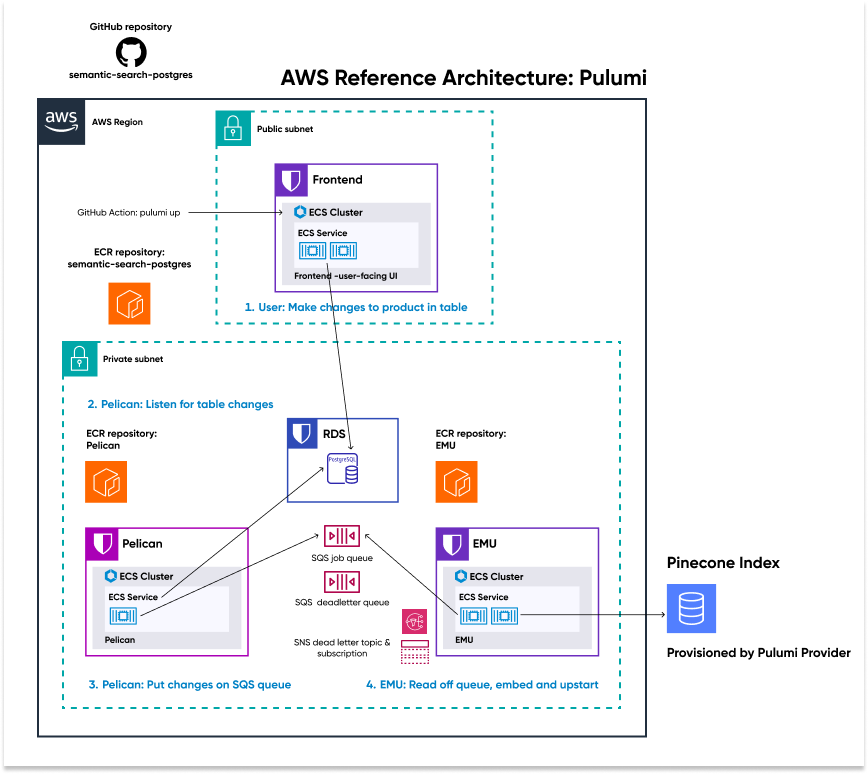 GitHub repository
semantic-search-postgres
AWS Reference Architecture: Pulumi
aws
AWS Region
Public subnet
Frontend
GitHub Action: pulumi up
ECS Cluster
ECS Service
Frontend -user-facing UI
ECR repository:
semantic-search-postgres
1. User: Make changes to product in table
Private subnet
2. Pelican: Listen for table changes
ECR repository:
Pelican
RDS
PostgreSQL
ECR repository:
EMU
Pelican
ECS Cluster
ECS Service
Pelican
SQS job queue
SQS deadletter queue
SNS dead letter topic &
subscription
EMU
ECS Cluster
ECS Service
EMU
Pinecone Index
Provisioned by Pulumi Provider
3. Pelican: Put changes on SQS queue
4. EMU: Read off queue, embed and upstart